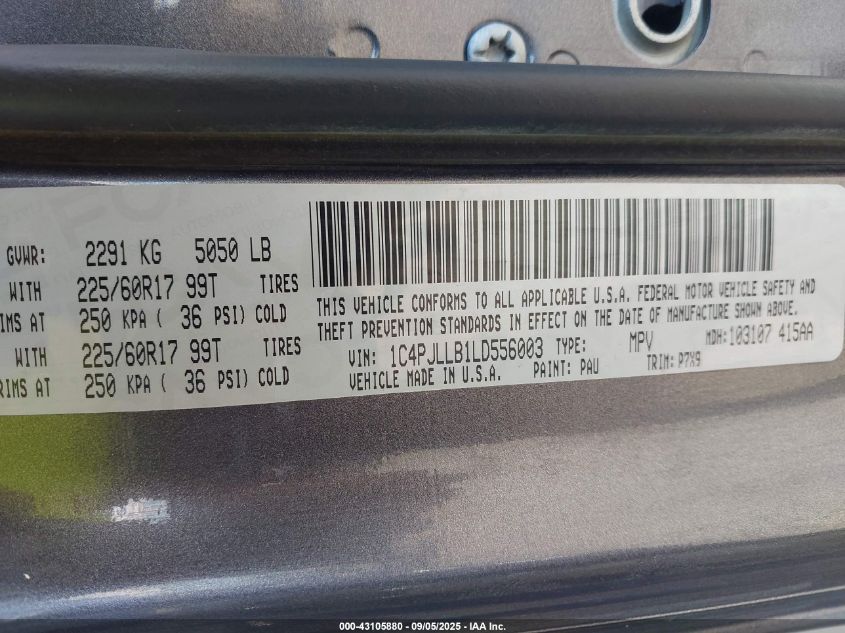 GVWR: 2291 KG 5050 LB
WITH 225/60R17 99T TIRES
IMS AT 250 KPA ( 36 PSI) COLD
WITH 225/60R17 99T TIRES
RIMS AT 250 KPA ( 36 PSI) COLD
THIS VEHICLE CONFORMS TO ALL APPLICABLE U.S.A. FEDERAL MOTOR VEHICLE SAFETY AND
THEFT PREVENTION STANDARDS IN EFFECT ON THE DATE OF MANUFACTURE SHOWN ABOVE.
VIN: 1C4PJLLB1LD556003 TYPE: MPV MDH: 103107 415AA
VEHICLE MADE IN U.S.A. PAINT: PAU TRIM: P7X9
000-43105880 - 09/05/2025 - IAA Inc.